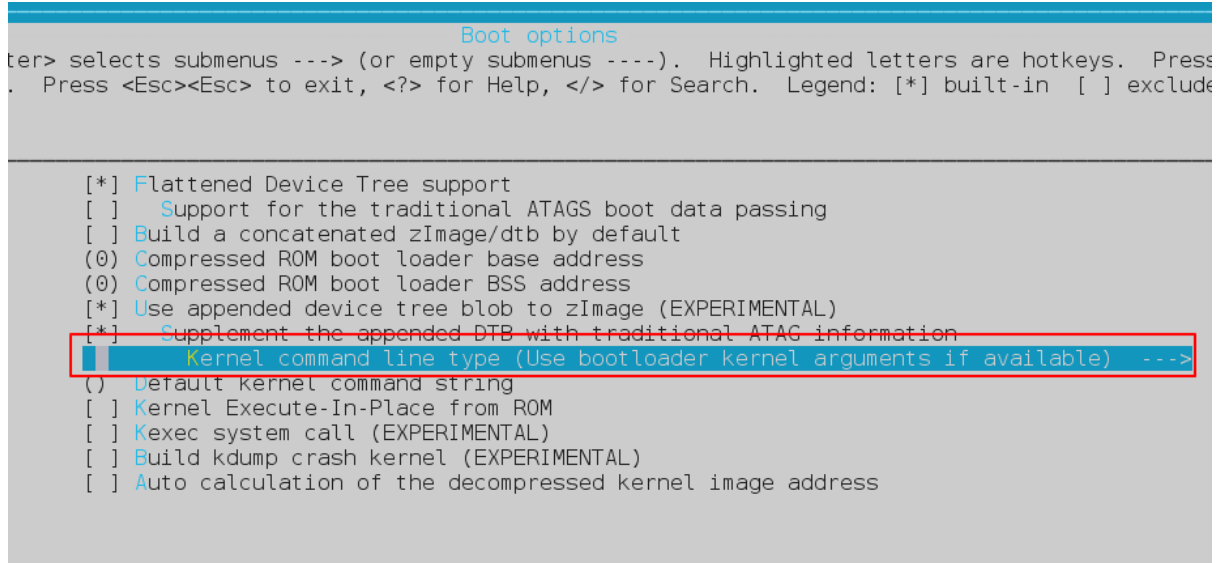 Boot options
ter> selects submenus ---> (or empty submenus ----).  Highlighted letters are hotkeys.  Press
.  Press <Esc><Esc> to exit, <?> for Help, </> for Search.  Legend: [*] built-in  [ ] exclude
[*] Flattened Device Tree support
[ ]   Support for the traditional ATAGS boot data passing
[ ] Build a concatenated zImage/dtb by default
(0) Compressed ROM boot loader base address
(0) Compressed ROM boot loader BSS address
[*] Use appended device tree blob to zImage (EXPERIMENTAL)
[*]   Supplement the appended DTB with traditional ATAG information
Kernel command line type (Use bootloader kernel arguments if available)  --->
() Default kernel command string
[ ] Kernel Execute-In-Place from ROM
[ ] Kexec system call (EXPERIMENTAL)
[ ] Build kdump crash kernel (EXPERIMENTAL)
[ ] Auto calculation of the decompressed kernel image address